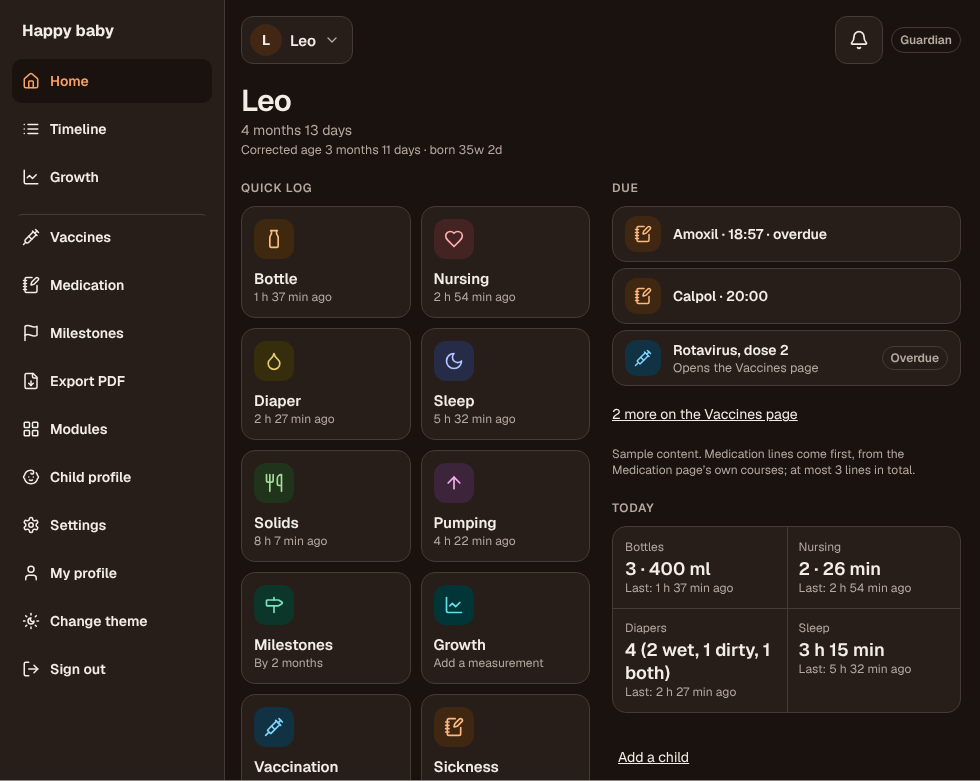 Happy baby
Home
Timeline
Growth
Vaccines
Medication
Milestones
Export PDF
Modules
Child profile
Settings
My profile
Change theme
Sign out
L Leo
Guardian
Leo
4 months 13 days
Corrected age 3 months 11 days · born 35w 2d
QUICK LOG
Bottle
1 h 37 min ago
Nursing
2 h 54 min ago
Diaper
2 h 27 min ago
Sleep
5 h 32 min ago
Solids
8 h 7 min ago
Pumping
4 h 22 min ago
Milestones
By 2 months
Growth
Add a measurement
Vaccination
Sickness
DUE
Amoxil · 18:57 · overdue
Calpol · 20:00
Rotavirus, dose 2
Opens the Vaccines page
Overdue
2 more on the Vaccines page
Sample content. Medication lines come first, from the
Medication page's own courses; at most 3 lines in total.
TODAY
Bottles
3 · 400 ml
Last: 1 h 37 min ago
Nursing
2 · 26 min
Last: 2 h 54 min ago
Diapers
4 (2 wet, 1 dirty, 1
both)
Last: 2 h 27 min ago
Sleep
3 h 15 min
Last: 5 h 32 min ago
Add a child